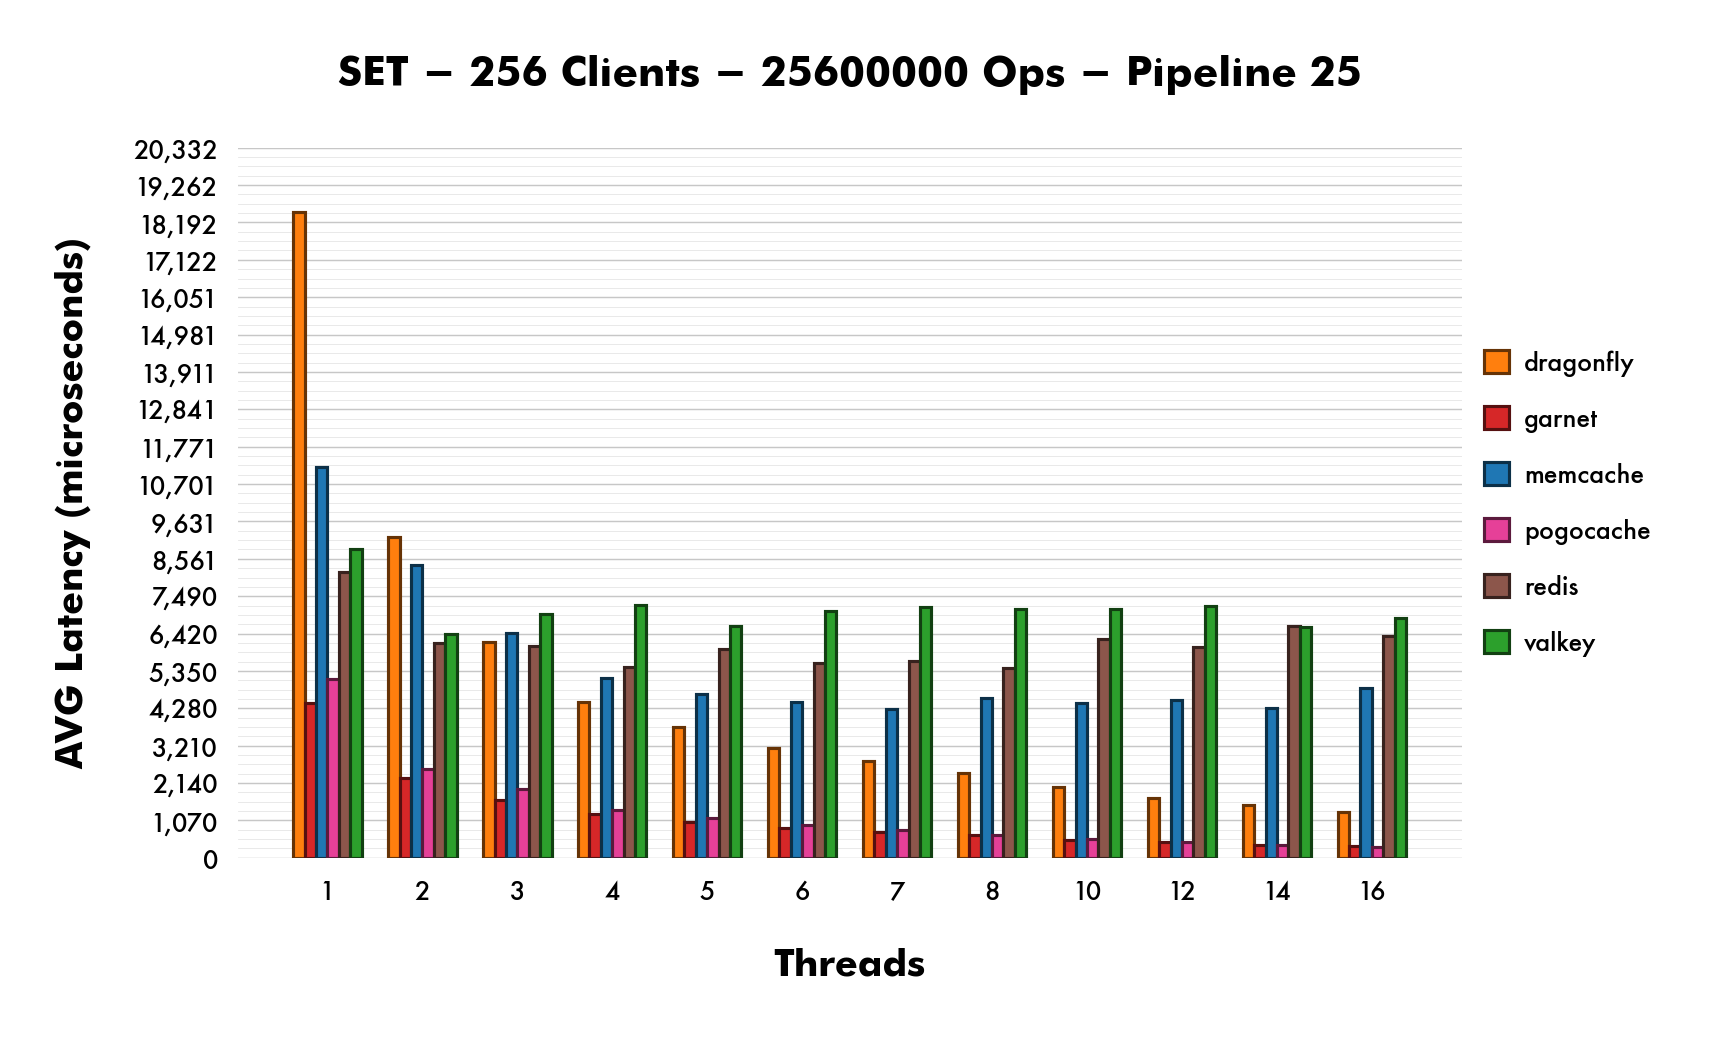 SET – 256 Clients – 25600000 Ops – Pipeline 25
AVG Latency (microseconds)
20,332
19,262
18,192
17,122
16,051
14,981
13,911
12,841
11,771
10,701
9,631
8,561
7,490
6,420
5,350
4,280
3,210
2,140
1,070
0
1 2 3 4 5 6 7 8 10 12 14 16
Threads
dragonfly
garnet
memcache
pogocache
redis
valkey